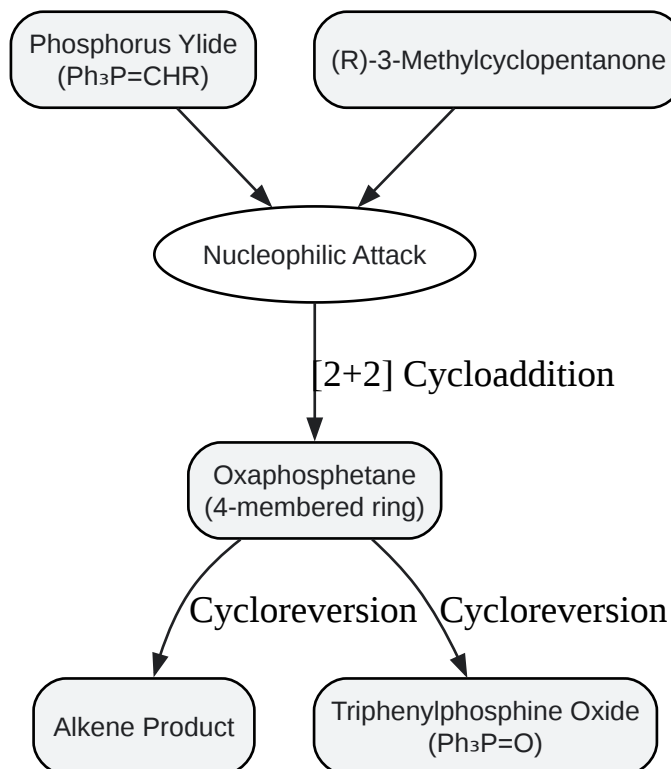 Phosphorus Ylide
(Ph₃P=CHR)
(R)-3-Methylcyclopentanone
Nucleophilic Attack
[2+2] Cycloaddition
Oxaphosphetane
(4-membered ring)
Cycloreversion
Cycloreversion
Alkene Product
Triphenylphosphine Oxide
(Ph₃P=O)